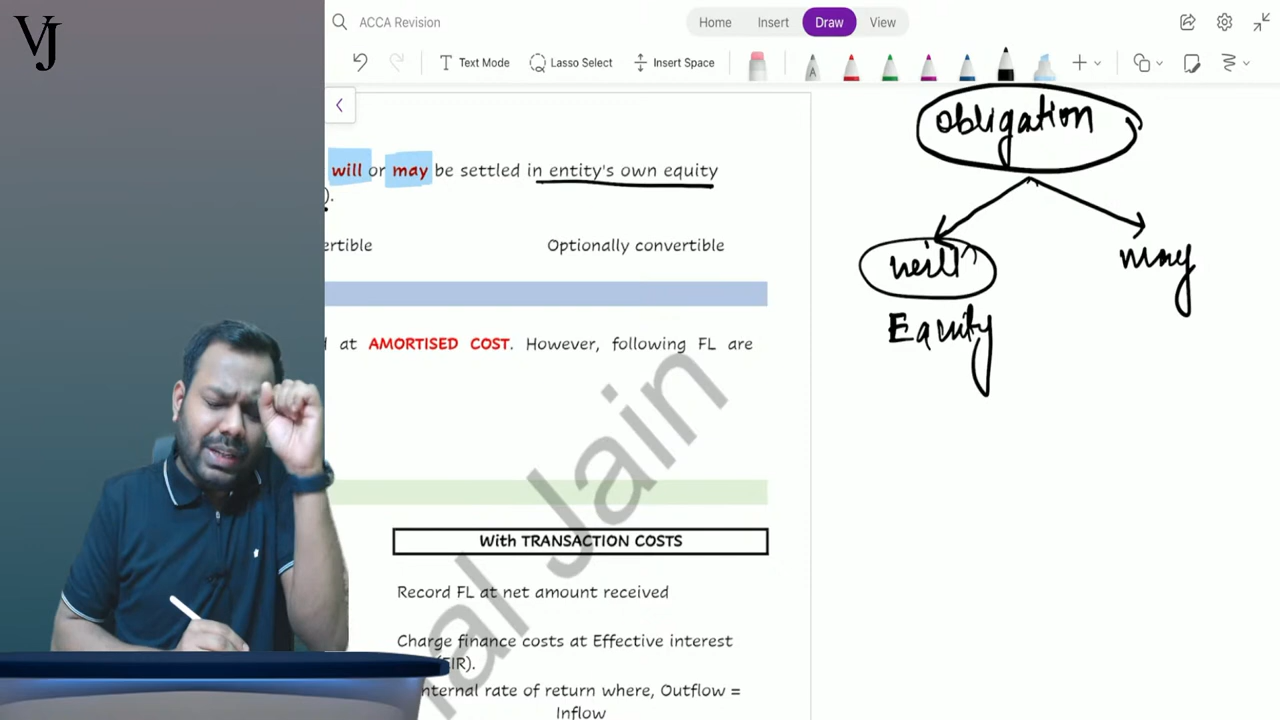 VJ
ACCA Revision
Home Insert Draw View
Text Mode Lasso Select Insert Space
will or may be settled in entity's own equity
).
ertible Optionally convertible
at AMORTISED COST. However, following FL are
With TRANSACTION COSTS
Record FL at net amount received
Charge finance costs at Effective interest
(EIR).
nternal rate of return where, Outflow =
Inflow
obligation
will may
Equity
al Jain